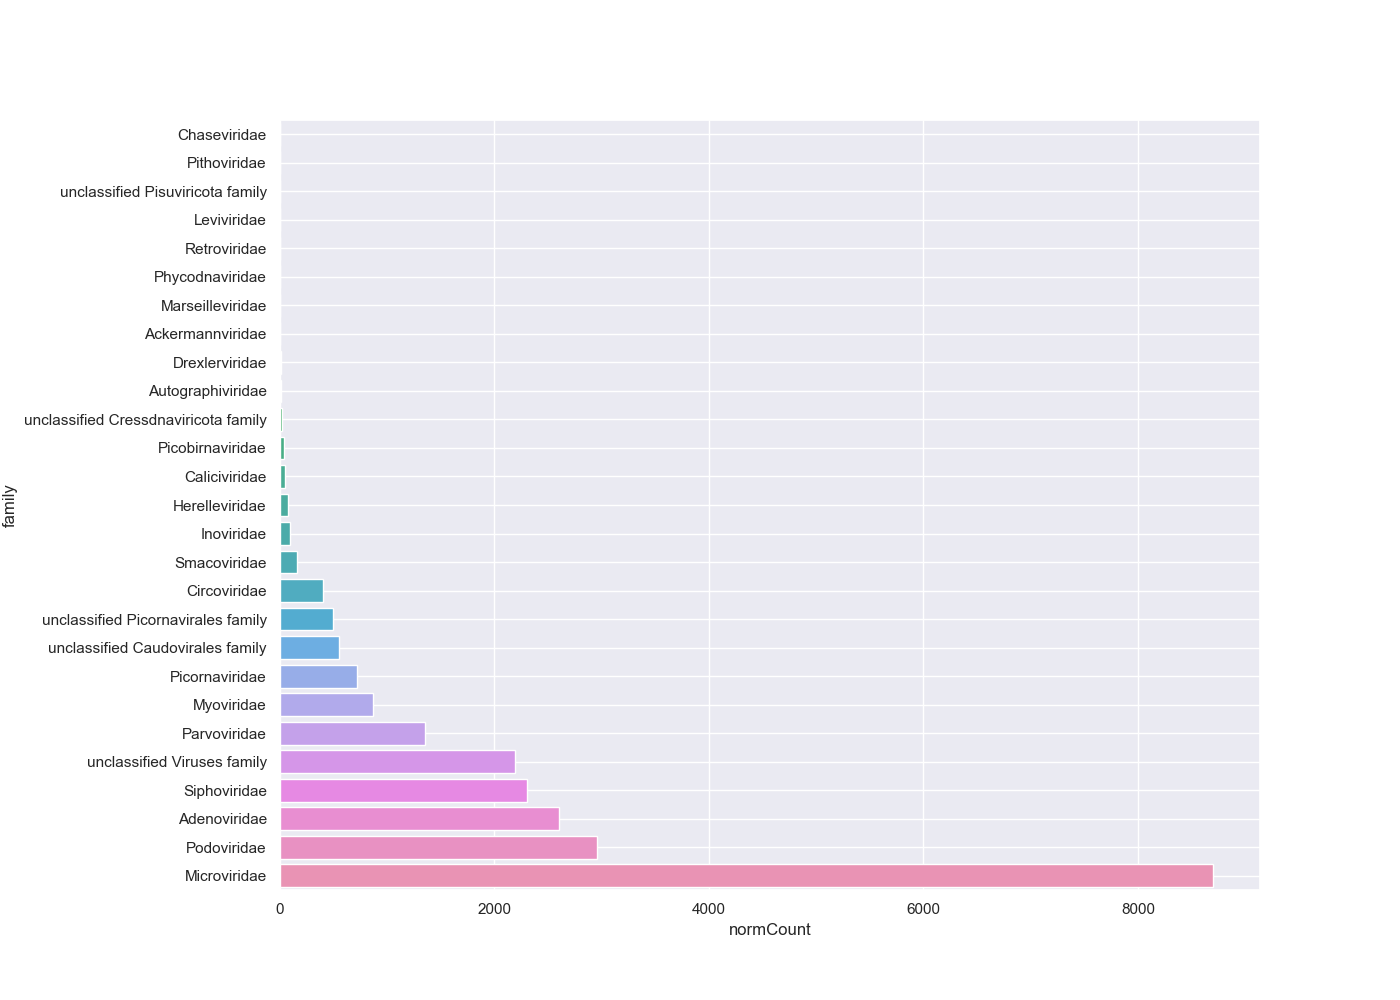 Chaseviridae
Pithoviridae
unclassified Pisuviricota family
Leviviridae
Retroviridae
Phycodnaviridae
Marseilleviridae
Ackermannviridae
Drexlerviridae
Autographiviridae
unclassified Cressdnaviricota family
Picobirnaviridae
Caliciviridae
Herelleviridae
Inoviridae
Smacoviridae
Circoviridae
unclassified Picornavirales family
unclassified Caudovirales family
Picornaviridae
Myoviridae
Parvoviridae
unclassified Viruses family
Siphoviridae
Adenoviridae
Podoviridae
Microviridae
family
0 2000 4000 6000 8000
normCount